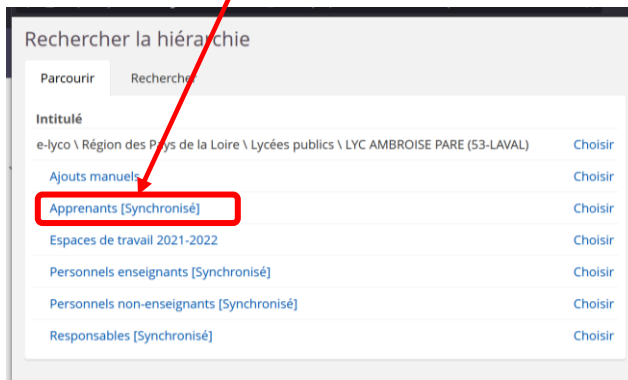 Rechercher la hiérarchie
Parcourir Rechercher
Intitulé
e-lyco \ Région des Pays de la Loire \ Lycées publics \ LYC AMBROISE PARE (53-LAVAL) Choisir
Ajouts manuels Choisir
Apprenants [Synchronisé] Choisir
Espaces de travail 2021-2022 Choisir
Personnels enseignants [Synchronisé] Choisir
Personnels non-enseignants [Synchronisé] Choisir
Responsables [Synchronisé] Choisir